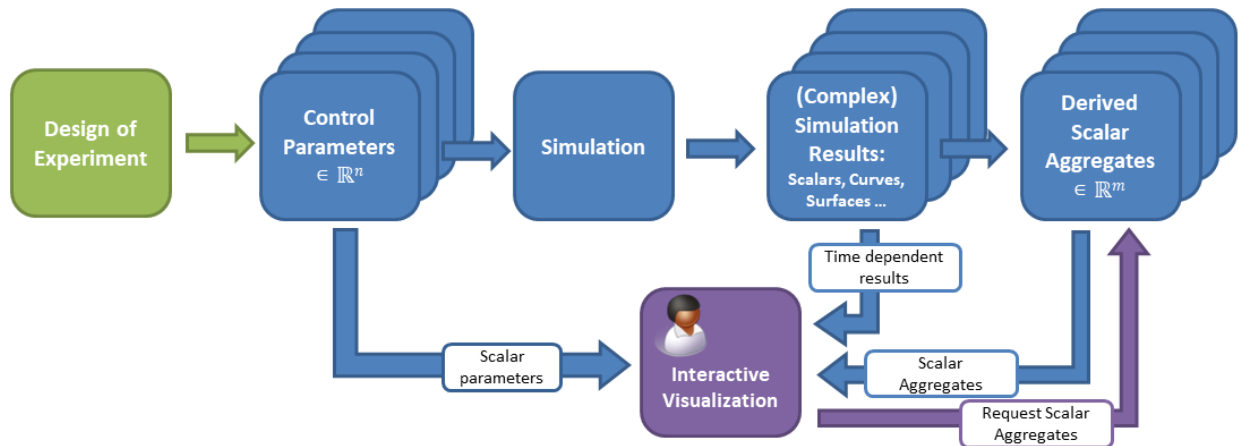 Design of
Experiment
Control
Parameters
∈ ℝⁿ
Simulation
(Complex)
Simulation
Results:
Scalars, Curves,
Surfaces ...
Derived
Scalar
Aggregates
∈ ℝᵐ
Time dependent
results
Scalar
parameters
Interactive
Visualization
Scalar
Aggregates
Request Scalar
Aggregates